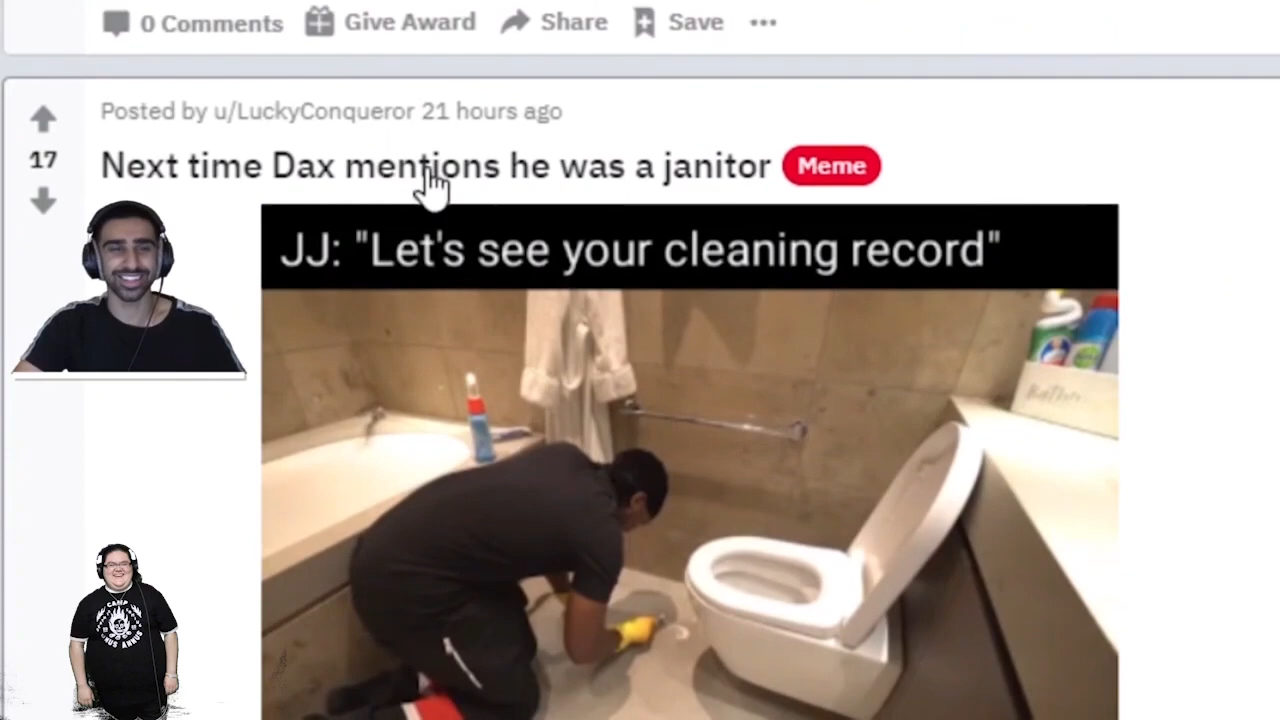 0 Comments Give Award Share Save
Posted by u/LuckyConqueror 21 hours ago
17
Next time Dax mentions he was a janitor Meme
JJ: "Let's see your cleaning record"
CAMP